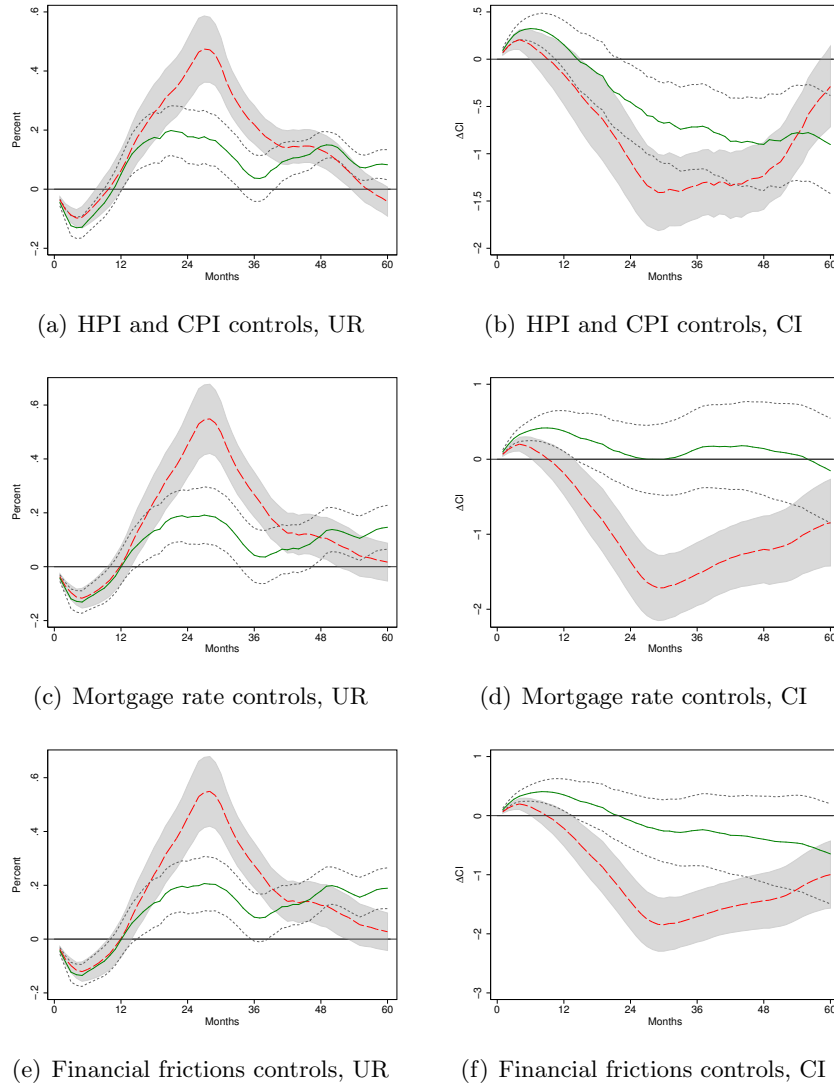 .6
.4
.2
0
-.2
Percent
0 12 24 36 48 60
Months
(a) HPI and CPI controls, UR
.5
0
-.5
-1
-1.5
-2
ΔCI
0 12 24 36 48 60
Months
(b) HPI and CPI controls, CI
.6
.4
.2
0
-.2
Percent
0 12 24 36 48 60
Months
(c) Mortgage rate controls, UR
1
0
-1
-2
ΔCI
0 12 24 36 48 60
Months
(d) Mortgage rate controls, CI
.6
.4
.2
0
-.2
Percent
0 12 24 36 48 60
Months
(e) Financial frictions controls, UR
1
0
-1
-2
-3
ΔCI
0 12 24 36 48 60
Months
(f) Financial frictions controls, CI